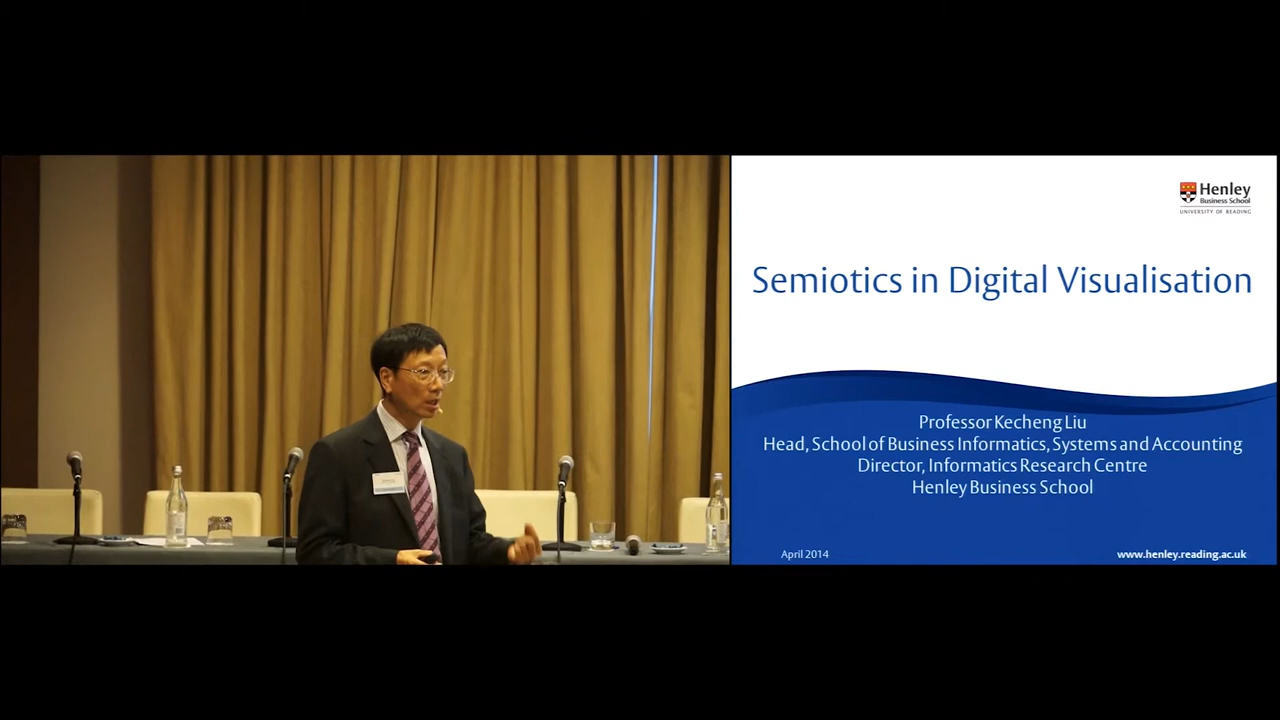 Henley
Business School
UNIVERSITY OF READING
Semiotics in Digital Visualisation
Professor Kecheng Liu
Head, School of Business Informatics, Systems and Accounting
Director, Informatics Research Centre
Henley Business School
April 2014
www.henley.reading.ac.uk